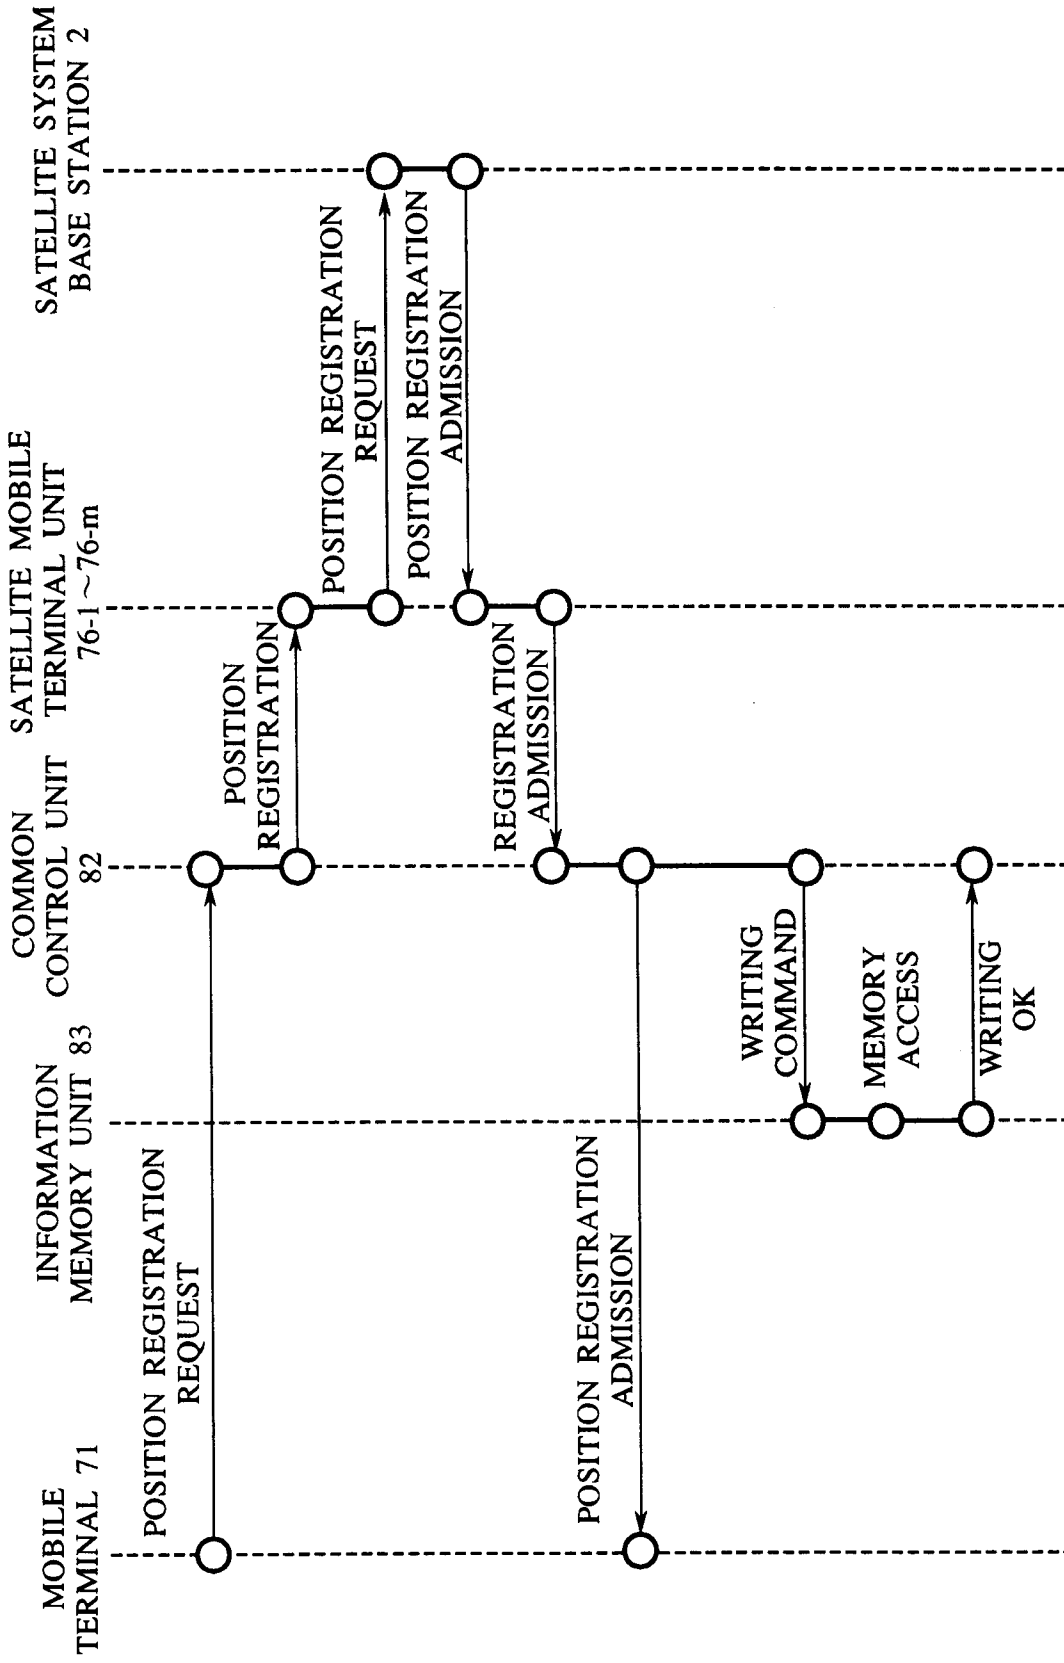 MOBILE
TERMINAL 71
INFORMATION
MEMORY UNIT 83
COMMON
CONTROL UNIT
82
SATELLITE MOBILE
TERMINAL UNIT
76-1~76-m
SATELLITE SYSTEM
BASE STATION 2
POSITION REGISTRATION
REQUEST
POSITION
REGISTRATION
POSITION REGISTRATION
REQUEST
POSITION REGISTRATION
ADMISSION
REGISTRATION
ADMISSION
POSITION REGISTRATION
ADMISSION
WRITING
COMMAND
MEMORY
ACCESS
WRITING
OK